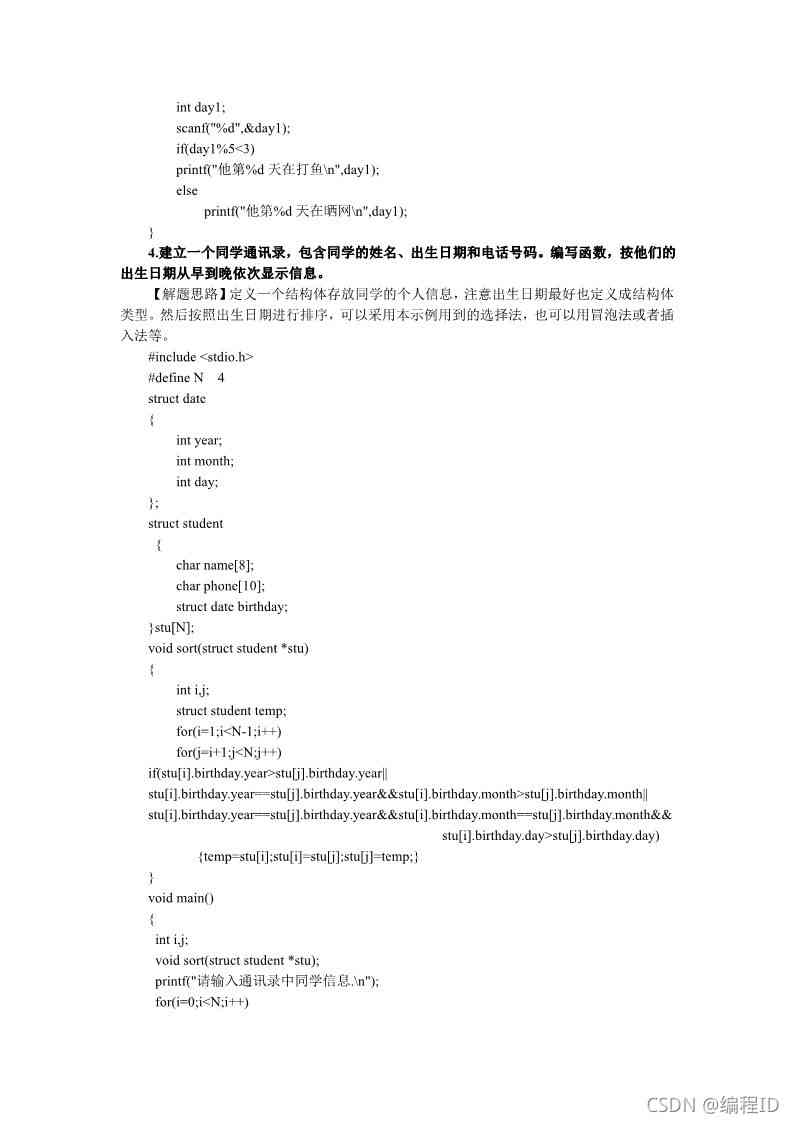 int day1;
scanf("%d",&day1);
if(day1%5<3)
printf("他第%d 天在打鱼\n",day1);
else
printf("他第%d 天在晒网\n",day1);
}
4.建立一个同学通讯录，包含同学的姓名、出生日期和电话号码。编写函数，按他们的
出生日期从早到晚依次显示信息。
【解题思路】定义一个结构体存放同学的个人信息，注意出生日期最好也定义成结构体
类型。然后按照出生日期进行排序，可以采用本示例用到的选择法，也可以用冒泡法或者插
入法等。
#include <stdio.h>
#define N 4
struct date
{
int year;
int month;
int day;
};
struct student
{
char name[8];
char phone[10];
struct date birthday;
}stu[N];
void sort(struct student *stu)
{
int i,j;
struct student temp;
for(i=1;i<N-1;i++)
for(j=i+1;j<N;j++)
if(stu[i].birthday.year>stu[j].birthday.year||
stu[i].birthday.year==stu[j].birthday.year&&stu[i].birthday.month>stu[j].birthday.month||
stu[i].birthday.year==stu[j].birthday.year&&stu[i].birthday.month==stu[j].birthday.month&&
stu[i].birthday.day>stu[j].birthday.day)
{temp=stu[i];stu[i]=stu[j];stu[j]=temp;}
}
void main()
{
int i,j;
void sort(struct student *stu);
printf("请输入通讯录中同学信息.\n");
for(i=0;i<N;i++)
CSDN @编程ID